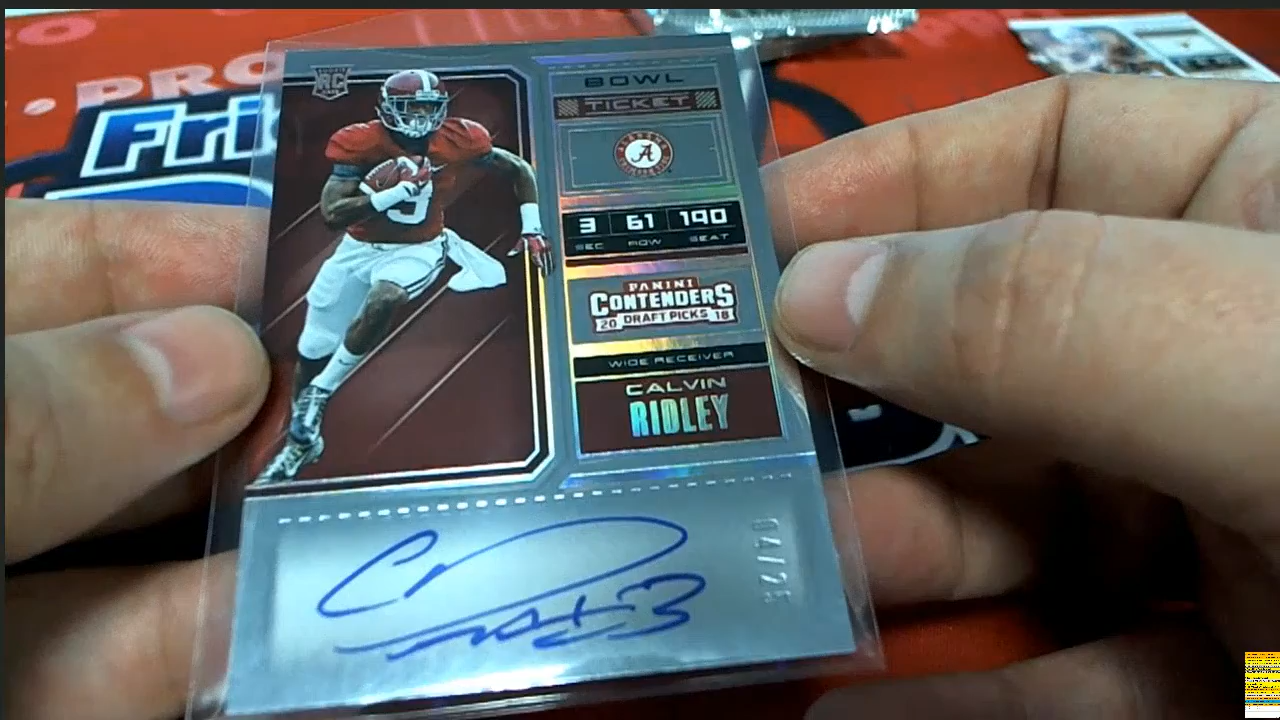 .PRO
Frit
RC
BOWL
TICKET
A
3 61 190
SEC ROW SEAT
PANINI
CONTENDERS
20 DRAFT PICKS 18
WIDE RECEIVER
CALVIN
RIDLEY
04/25